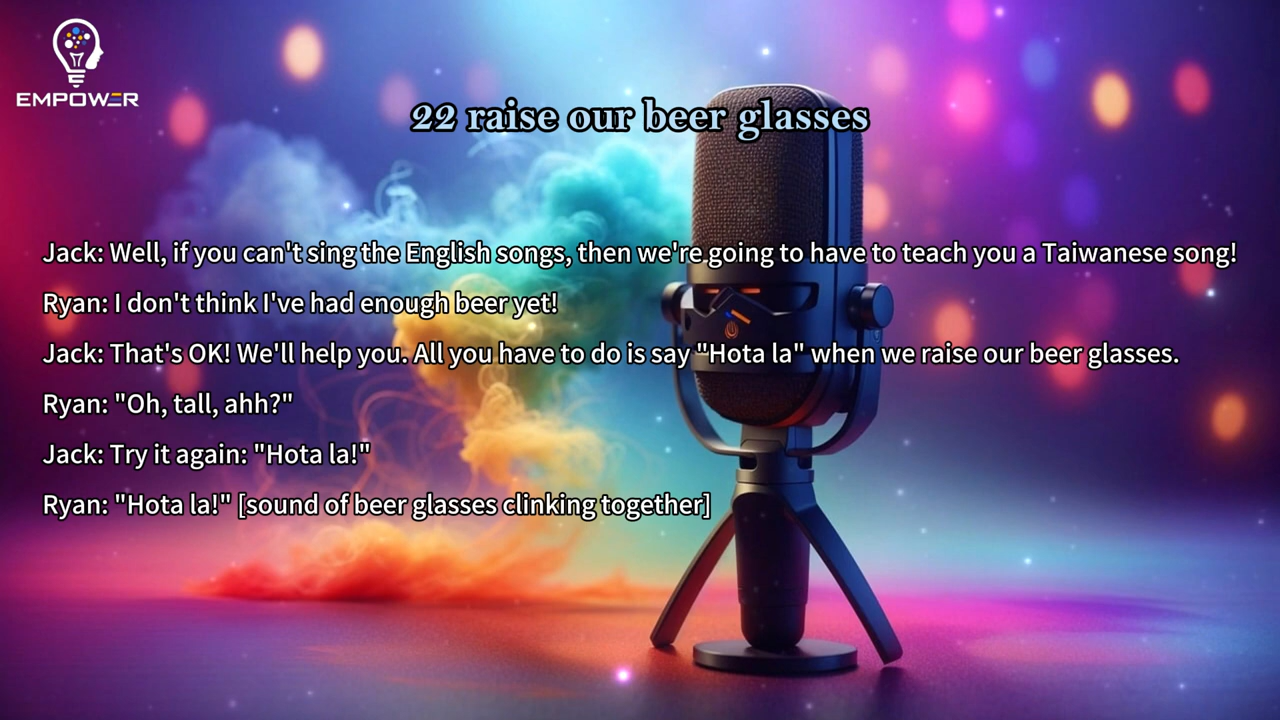 EMPOWER
22 raise our beer glasses
Jack: Well, if you can't sing the English songs, then we're going to have to teach you a Taiwanese song!
Ryan: I don't think I've had enough beer yet!
Jack: That's OK! We'll help you. All you have to do is say "Hota la" when we raise our beer glasses.
Ryan: "Oh, tall, ahh?"
Jack: Try it again: "Hota la!"
Ryan: "Hota la!" [sound of beer glasses clinking together]